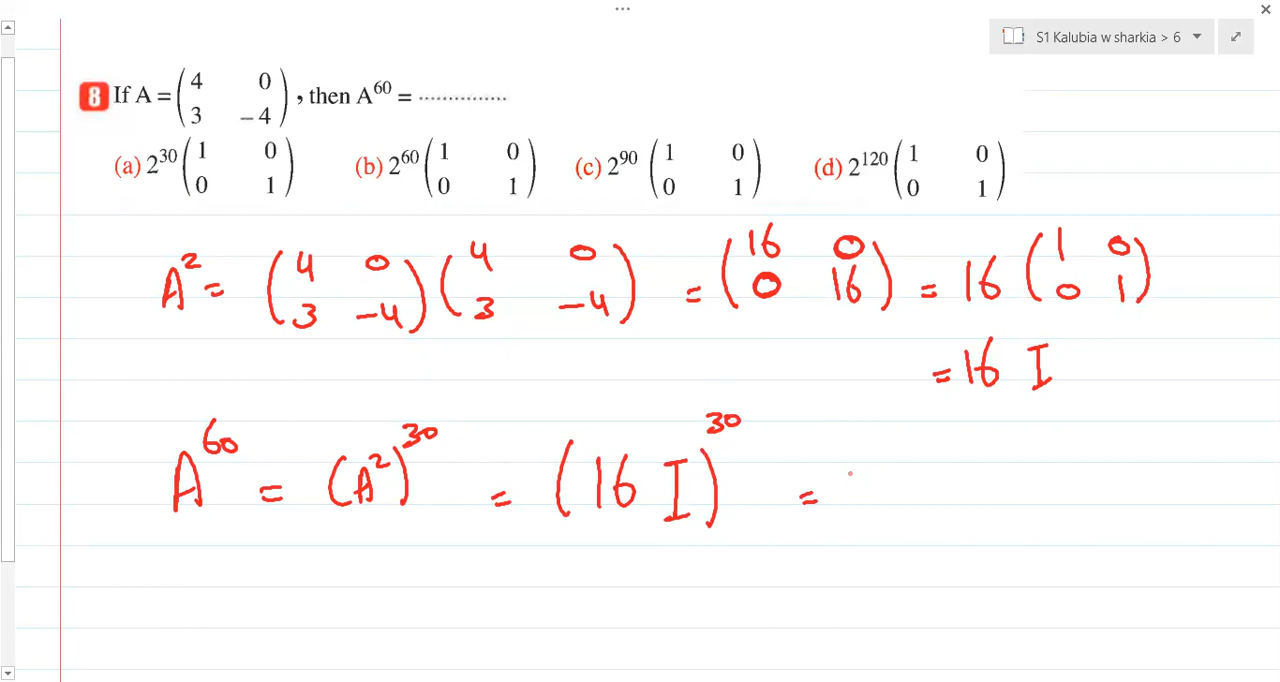 S1 Kalubia w sharkia > 6
8 If A = (4 0
3 −4), then A^60 = ...............
(a) 2^30 (1 0
0 1) (b) 2^60 (1 0
0 1) (c) 2^90 (1 0
0 1) (d) 2^120 (1 0
0 1)
A^2 = (4 0
3 −4) (4 0
3 −4) = (16 0
0 16) = 16 (1 0
0 1)
= 16 I
A^60 = (A^2)^30 = (16 I)^30 =